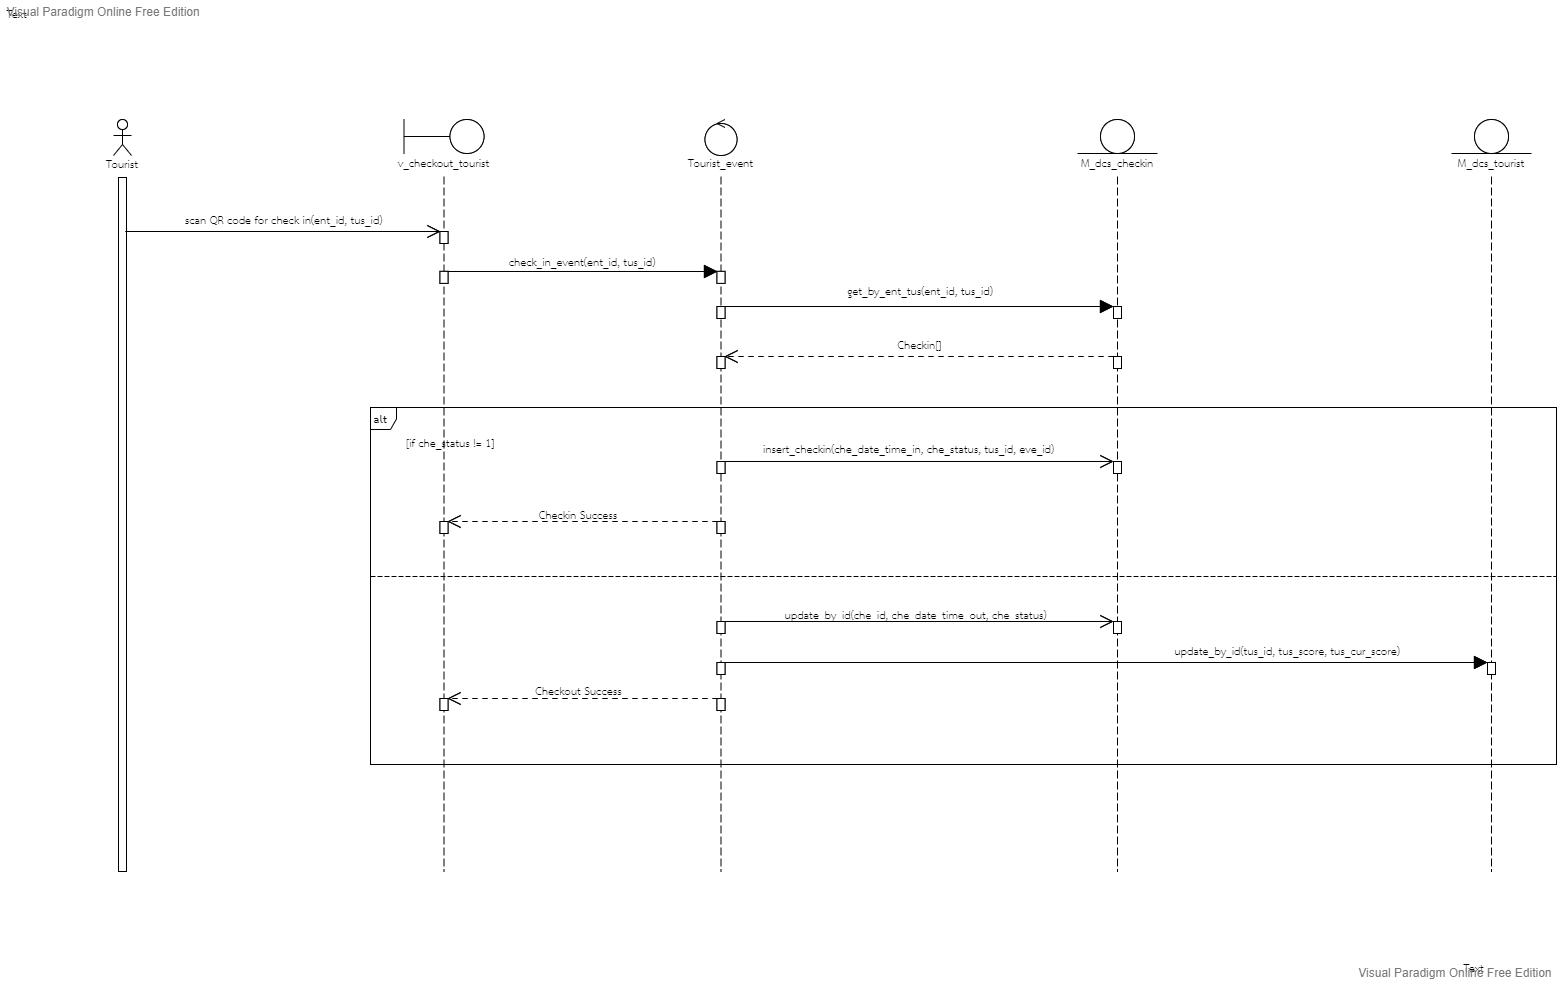 Visual Paradigm Online Free Edition
Text
Tourist
v_checkout_tourist
Tourist_event
M_dcs_checkin
M_dcs_tourist
scan QR code for check in(ent_id, tus_id)
check_in_event(ent_id, tus_id)
get_by_ent_tus(ent_id, tus_id)
Checkin[]
alt
[if che_status != 1]
insert_checkin(che_date_time_in, che_status, tus_id, eve_id)
Checkin Success
update_by_id(che_id, che_date_time_out, che_status)
update_by_id(tus_id, tus_score, tus_cur_score)
Checkout Success
Text
Visual Paradigm Online Free Edition